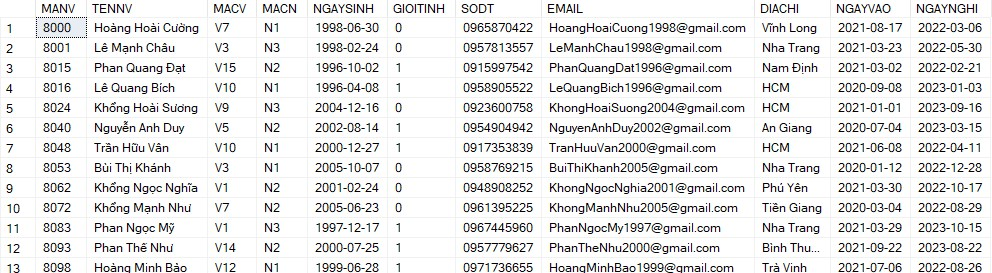 MANV TENNV MACV MACN NGAYSINH GIOITINH SODT EMAIL DIACHI NGAYVAO NGAYNGHI
1 8000 Hoàng Hoài Cường V7 N1 1998-06-30 0 0965870422 HoangHoaiCuong1998@gmail.com Vĩnh Long 2021-08-17 2022-03-06
2 8001 Lê Mạnh Châu V3 N3 1998-02-24 0 0957813557 LeManhChau1998@gmail.com Nha Trang 2021-03-23 2022-05-30
3 8015 Phan Quang Đạt V15 N2 1996-10-02 1 0915997542 PhanQuangDat1996@gmail.com Nam Định 2021-03-02 2022-02-21
4 8016 Lê Quang Bích V10 N1 1996-04-08 1 0958905522 LeQuangBich1996@gmail.com HCM 2020-09-08 2023-01-03
5 8024 Khổng Hoài Sương V9 N3 2004-12-16 0 0923600758 KhongHoaiSuong2004@gmail.com HCM 2021-01-01 2023-09-16
6 8040 Nguyễn Anh Duy V5 N2 2002-08-14 1 0954904942 NguyenAnhDuy2002@gmail.com An Giang 2020-07-04 2023-03-15
7 8048 Trần Hữu Vân V10 N1 2000-12-27 1 0917353839 TranHuuVan2000@gmail.com HCM 2021-06-08 2022-04-11
8 8053 Bùi Thị Khánh V3 N1 2005-10-07 0 0958769215 BuiThiKhanh2005@gmail.com Nha Trang 2020-01-12 2022-12-28
9 8062 Khổng Ngọc Nghĩa V1 N2 2001-02-24 0 0948908252 KhongNgocNghia2001@gmail.com Phú Yên 2021-03-30 2022-10-17
10 8072 Khổng Mạnh Như V7 N2 2005-06-23 0 0961395225 KhongManhNhu2005@gmail.com Tiền Giang 2020-03-04 2022-08-29
11 8083 Phan Ngọc Mỹ V1 N3 1997-12-17 1 0967445960 PhanNgocMy1997@gmail.com Nha Trang 2021-03-29 2023-10-15
12 8093 Phan Thế Như V14 N2 2000-07-25 1 0957779627 PhanTheNhu2000@gmail.com Bình Thu... 2021-09-22 2023-08-22
13 8098 Hoàng Minh Bảo V12 N1 1999-06-28 1 0971736655 HoangMinhBao1999@gmail.com Trà Vinh 2021-07-06 2022-08-26